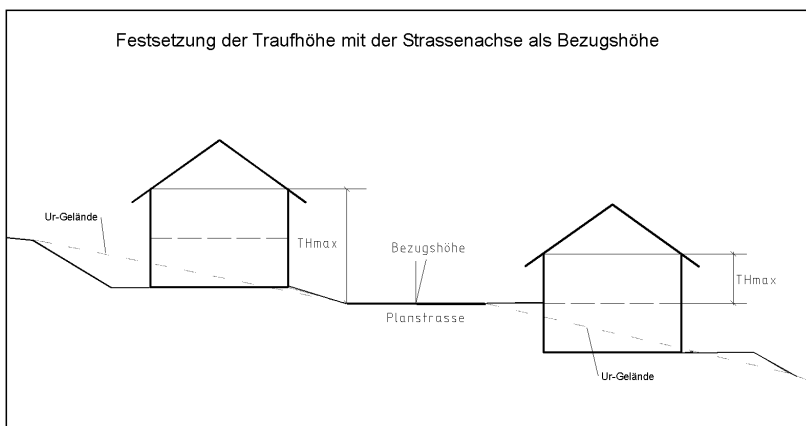 Festsetzung der Traufhöhe mit der Strassenachse als Bezugshöhe
Ur-Gelände
THmax
Bezugshöhe
THmax
Planstrasse
Ur-Gelände